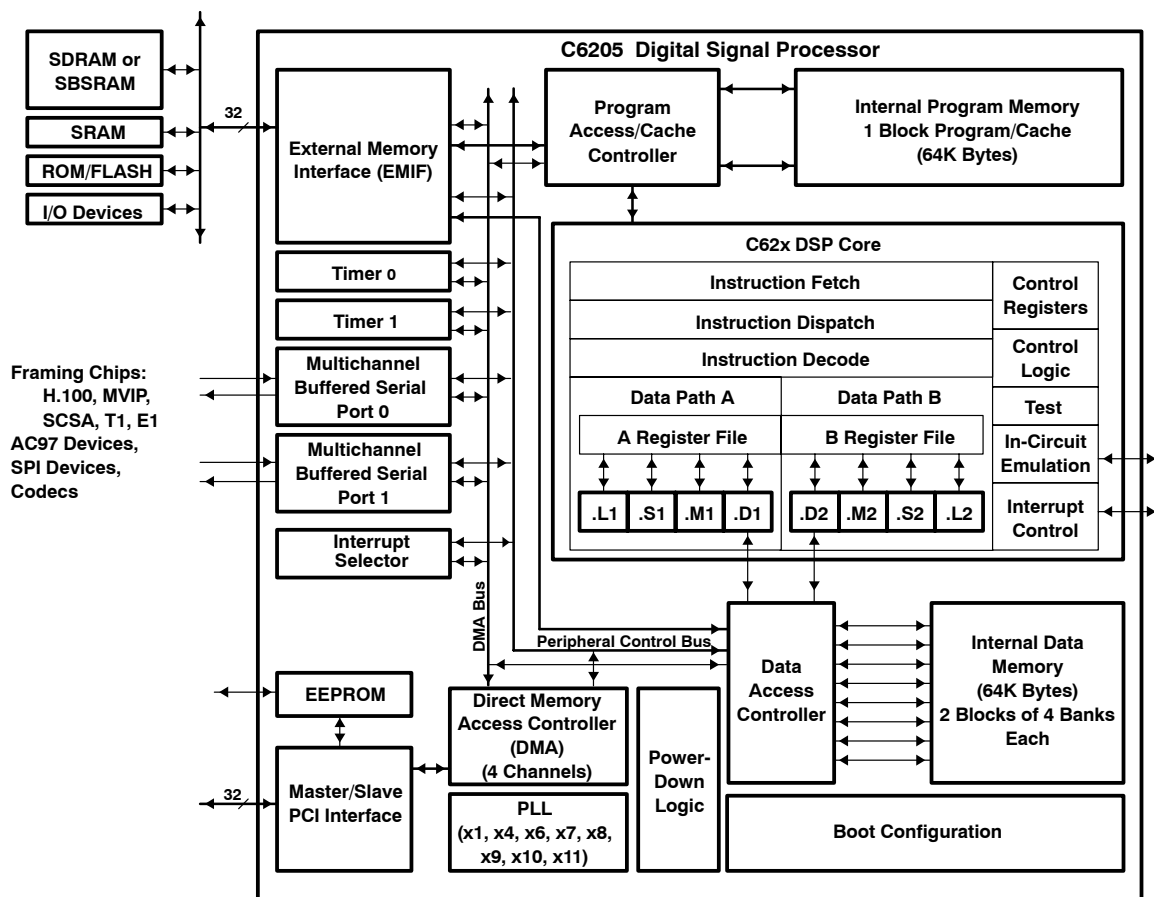 C6205 Digital Signal Processor
SDRAM or
SBSRAM
SRAM
ROM/FLASH
I/O Devices
32
External Memory
Interface (EMIF)
Program
Access/Cache
Controller
Internal Program Memory
1 Block Program/Cache
(64K Bytes)
Timer 0
Timer 1
Framing Chips:
H.100, MVIP,
SCSA, T1, E1
AC97 Devices,
SPI Devices,
Codecs
Multichannel
Buffered Serial
Port 0
Multichannel
Buffered Serial
Port 1
Interrupt
Selector
C62x DSP Core
Instruction Fetch
Instruction Dispatch
Instruction Decode
Control
Registers
Control
Logic
Test
In-Circuit
Emulation
Interrupt
Control
Data Path A
A Register File
.L1
.S1
.M1
.D1
Data Path B
B Register File
.D2
.M2
.S2
.L2
DMA Bus
Peripheral Control Bus
Data
Access
Controller
Internal Data
Memory
(64K Bytes)
2 Blocks of 4 Banks
Each
EEPROM
32
Master/Slave
PCI Interface
Direct Memory
Access Controller
(DMA)
(4 Channels)
PLL
(x1, x4, x6, x7, x8,
x9, x10, x11)
Power-
Down
Logic
Boot Configuration